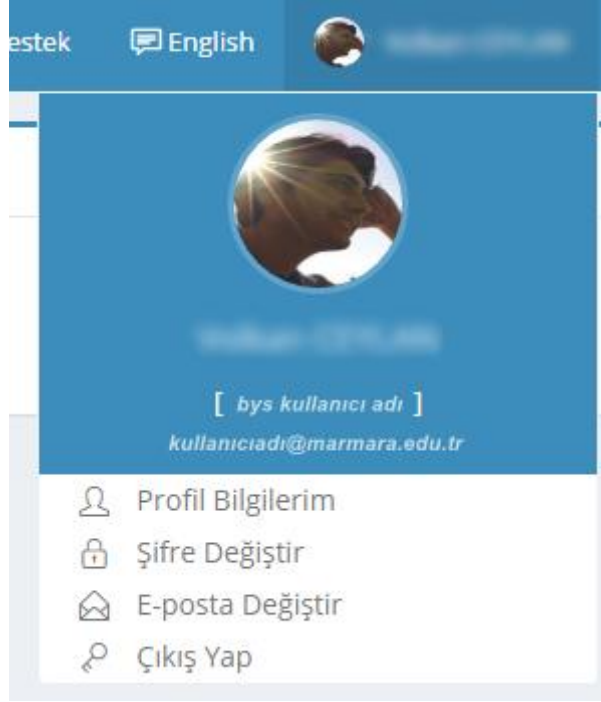 estek English
[ bys kullanıcı adı ]
kullanıcıadı@marmara.edu.tr
Profil Bilgilerim
Şifre Değiştir
E-posta Değiştir
Çıkış Yap